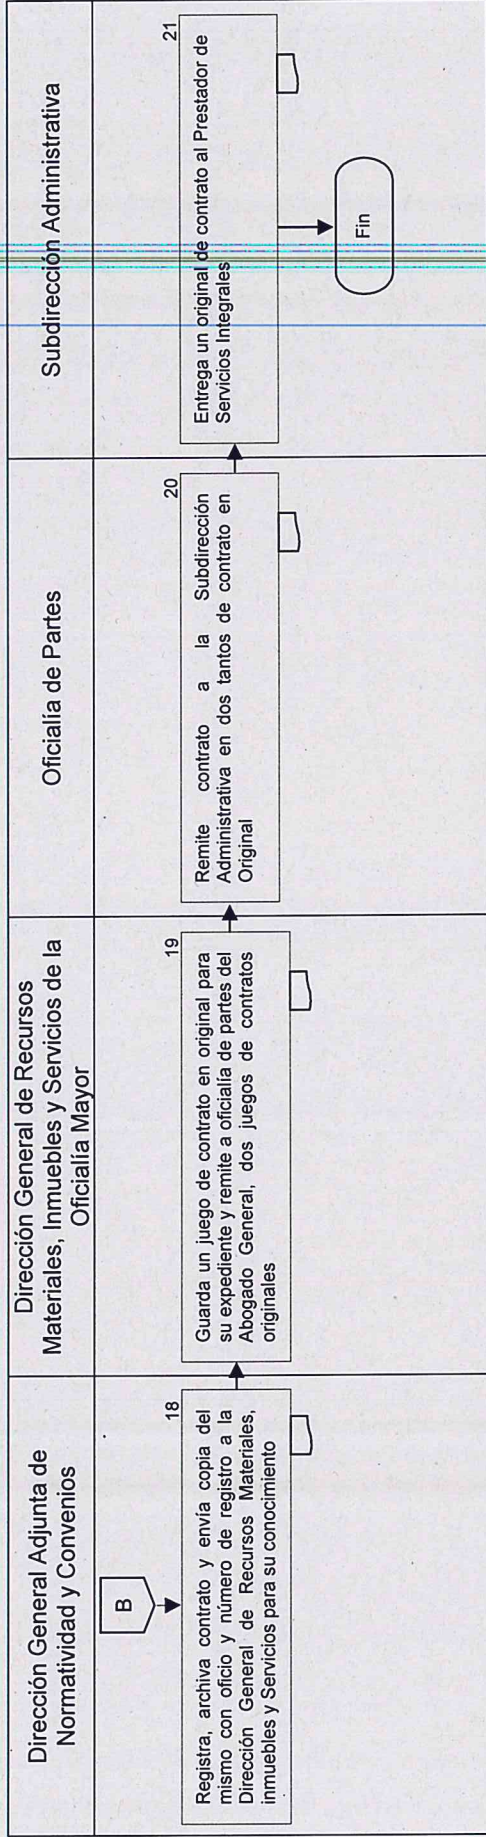 Dirección General Adjunta de
Normatividad y Convenios
B
18
Registra, archiva contrato y envía copia del
mismo con oficio y número de registro a la
Dirección General de Recursos Materiales,
inmuebles y Servicios para su conocimiento
Dirección General de Recursos
Materiales, Inmuebles y Servicios de la
Oficialía Mayor
19
Guarda un juego de contrato en original para
su expediente y remite a oficialía de partes del
Abogado General, dos juegos de contratos
originales
Oficialía de Partes
20
Remite contrato a la Subdirección
Administrativa en dos tantos de contrato en
Original
Subdirección Administrativa
21
Entrega un original de contrato al Prestador de
Servicios Integrales
Fin